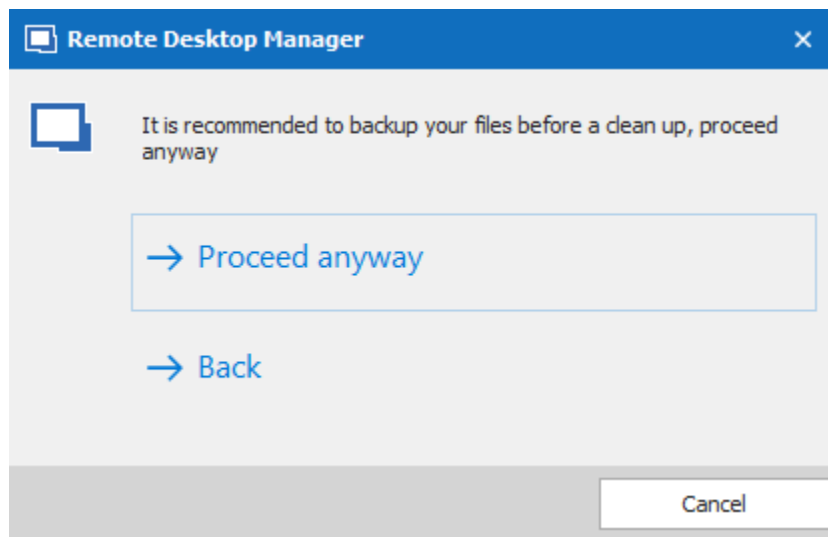 Remote Desktop Manager
It is recommended to backup your files before a clean up, proceed
anyway
→ Proceed anyway
→ Back
Cancel